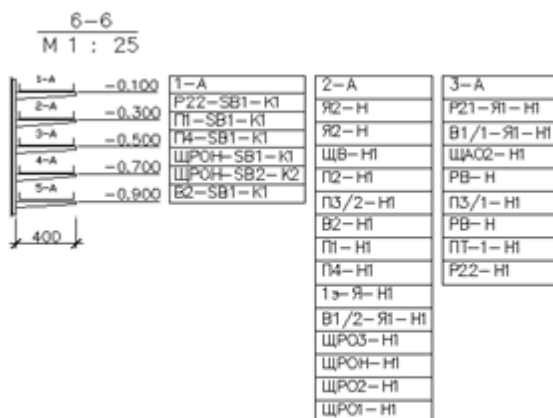 6-6
М 1 : 25
1-А
-0.100
2-А
-0.300
3-А
-0.500
4-А
-0.700
5-А
-0.900
400
1-А
Р22-SB1-К1
П1-SB1-К1
П4-SB1-К1
ЩРОН-SB1-К1
ЩРОН-SB2-К2
В2-SB1-К1
2-А
Я2-Н
Я2-Н
ЩВ-Н1
П2-Н1
П3/2-Н1
В2-Н1
П1-Н1
П4-Н1
1э-Я-Н1
В1/2-Я1-Н1
ЩРО3-Н1
ЩРОН-Н1
ЩРО2-Н1
ЩРО1-Н1
3-А
Р21-Я1-Н1
В1/1-Я1-Н1
ЩАО2-Н1
РВ-Н
П3/1-Н1
РВ-Н
ПТ-1-Н1
Р22-Н1